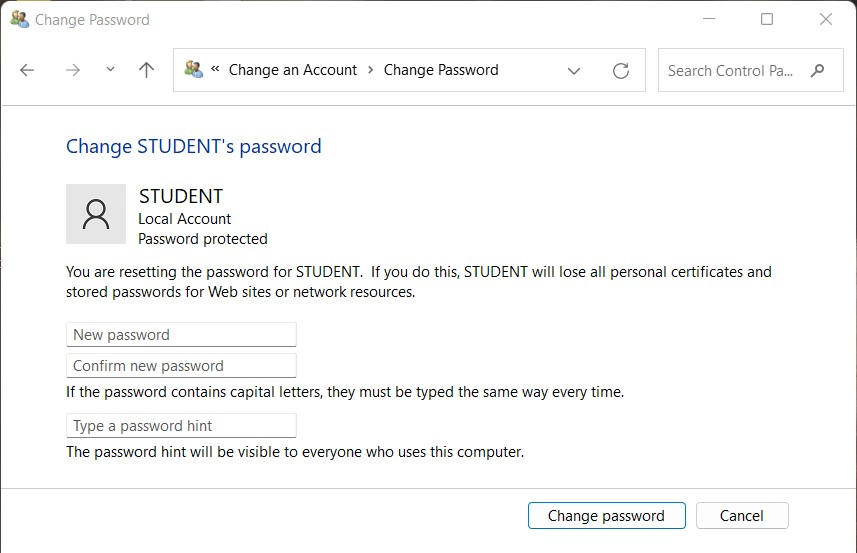 Change Password
« Change an Account > Change Password
Search Control Pa...
Change STUDENT's password
STUDENT
Local Account
Password protected
You are resetting the password for STUDENT.  If you do this, STUDENT will lose all personal certificates and
stored passwords for Web sites or network resources.
New password
Confirm new password
If the password contains capital letters, they must be typed the same way every time.
Type a password hint
The password hint will be visible to everyone who uses this computer.
Change password
Cancel